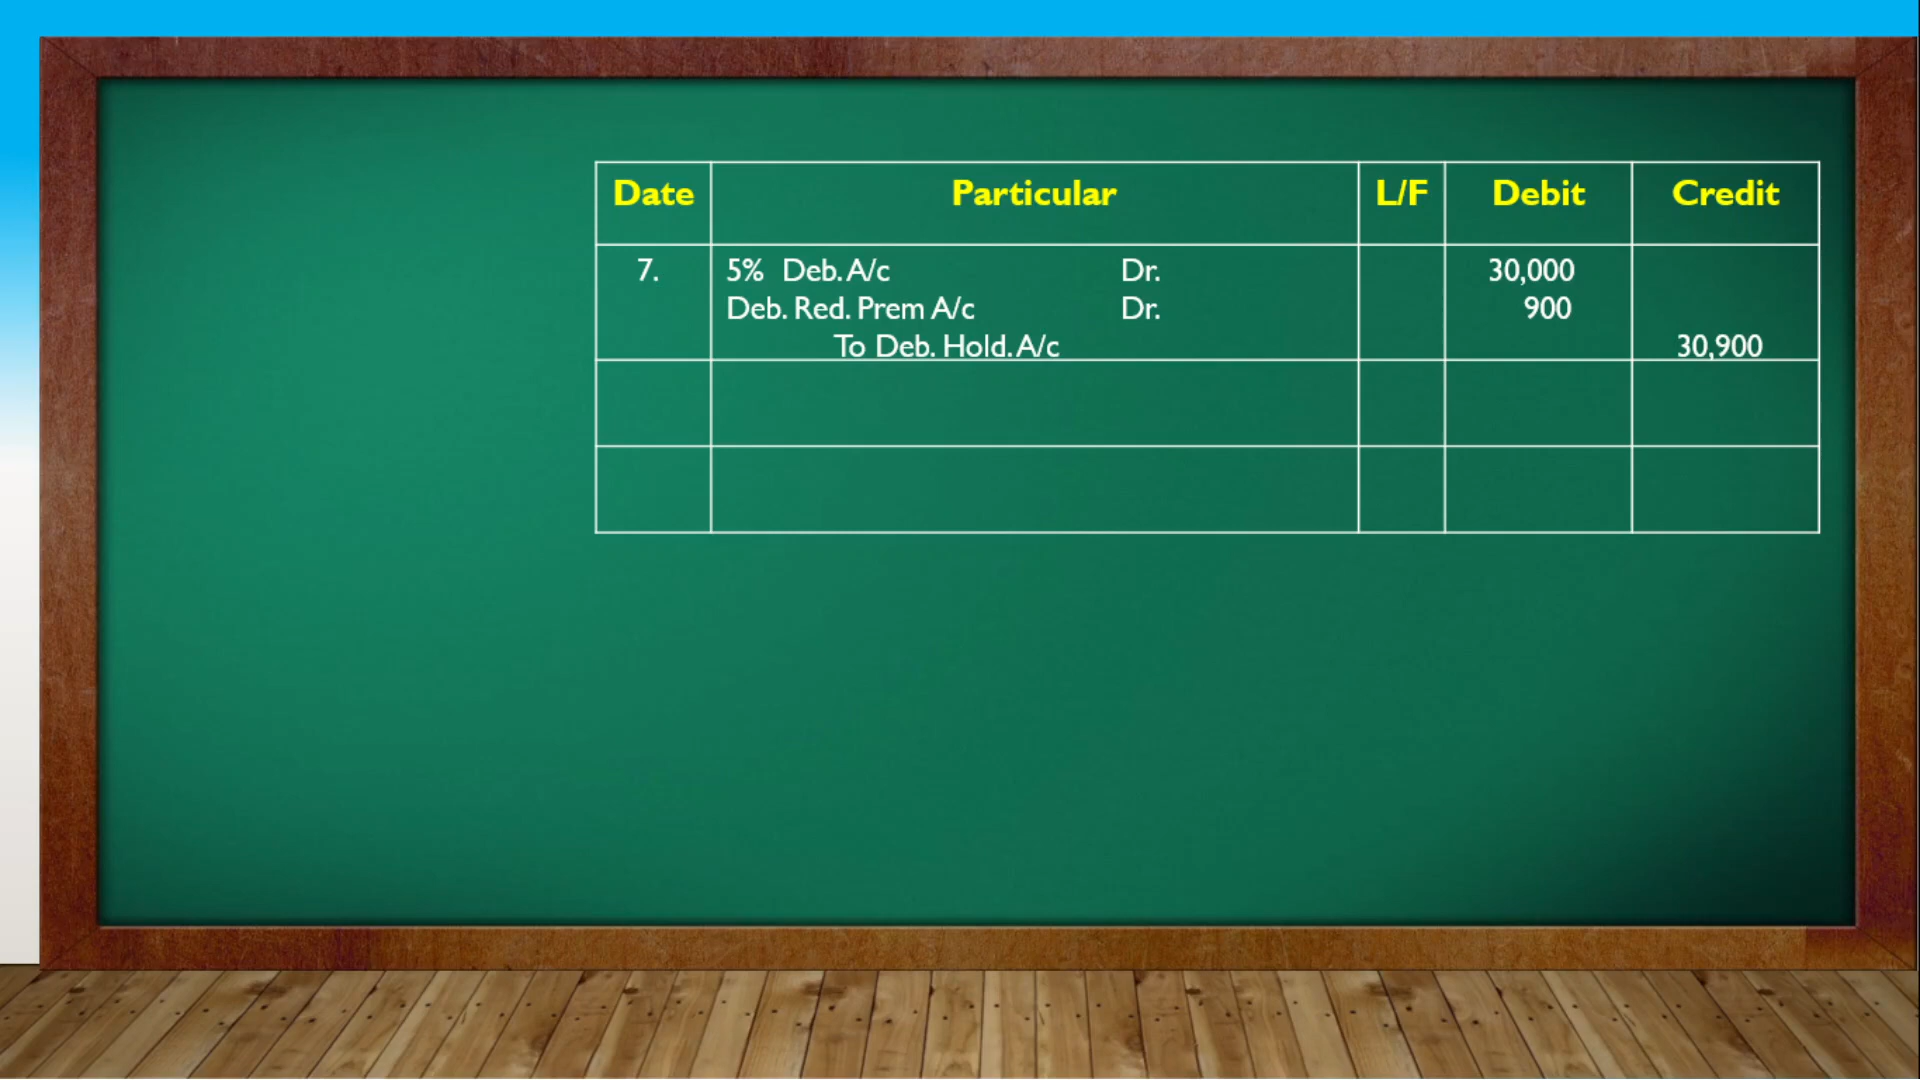 Date Particular L/F Debit Credit
7. 5% Deb. A/c Dr. 30,000
Deb. Red. Prem A/c Dr. 900
To Deb. Hold. A/c 30,900